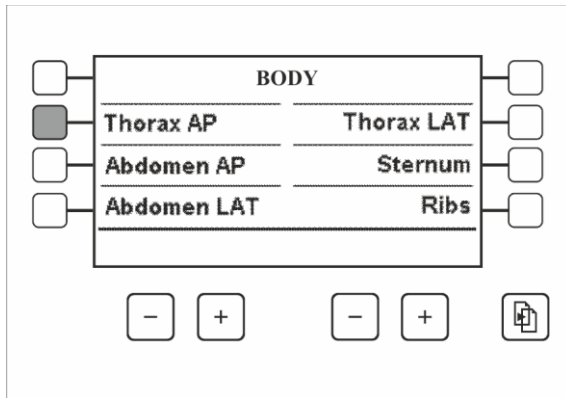 BODY
Thorax AP Thorax LAT
Abdomen AP Sternum
Abdomen LAT Ribs
− + − +